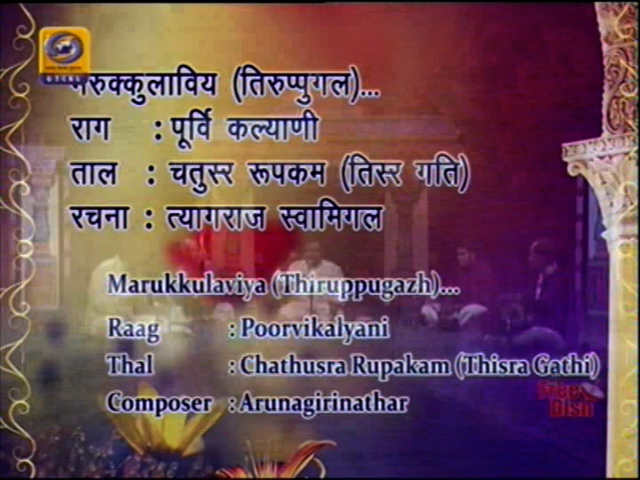 मरुक्कुलाविय (तिरुप्पुगल)...
राग : पूर्वि कल्याणी
ताल : चतुस्र रूपकम (तिस्र गति)
रचना : त्यागराज स्वामिगल
Marukkulaviya (Thiruppugazh)...
Raag : Poorvikalyani
Thal : Chathusra Rupakam (Thisra Gathi)
Composer : Arunagirinathar
Free Dish